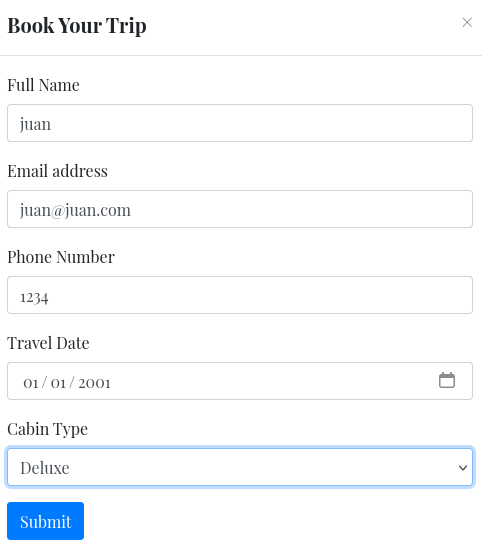 Book Your Trip
Full Name
juan
Email address
juan@juan.com
Phone Number
1234
Travel Date
01 / 01 / 2001
Cabin Type
Deluxe
Submit